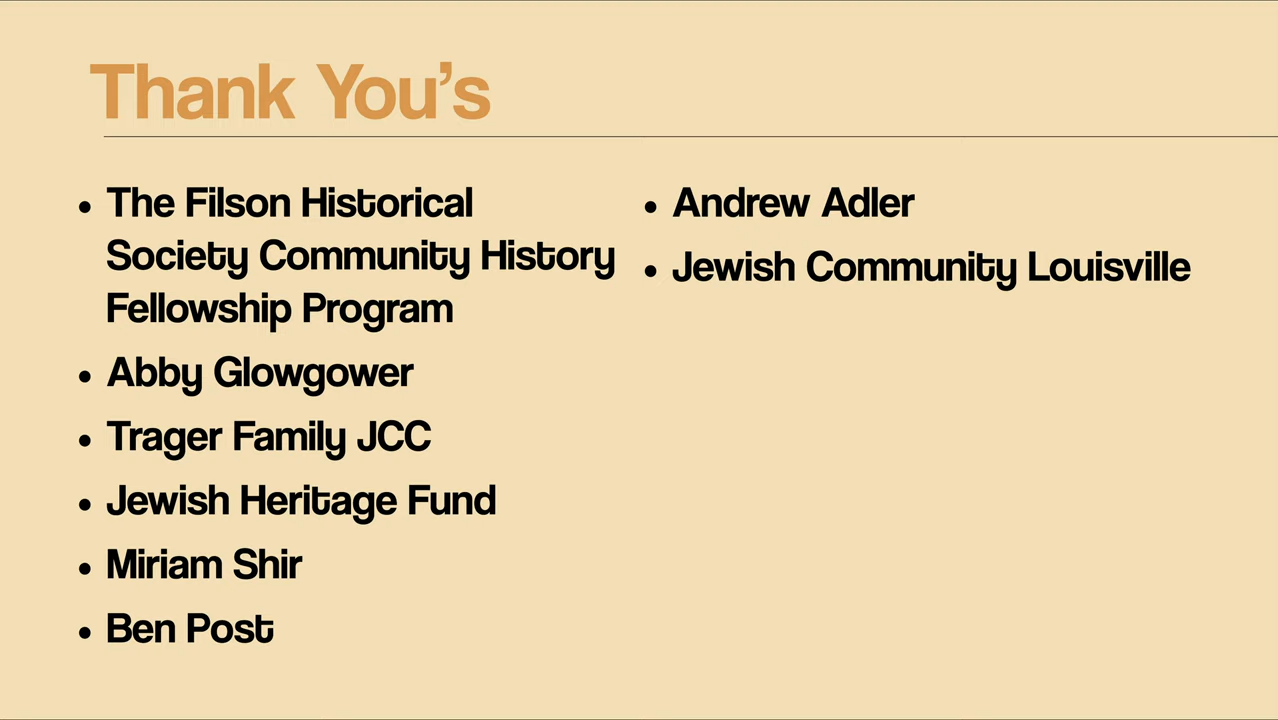 Thank You’s
• The Filson Historical
Society Community History
Fellowship Program
• Abby Glowgower
• Trager Family JCC
• Jewish Heritage Fund
• Miriam Shir
• Ben Post
• Andrew Adler
• Jewish Community Louisville